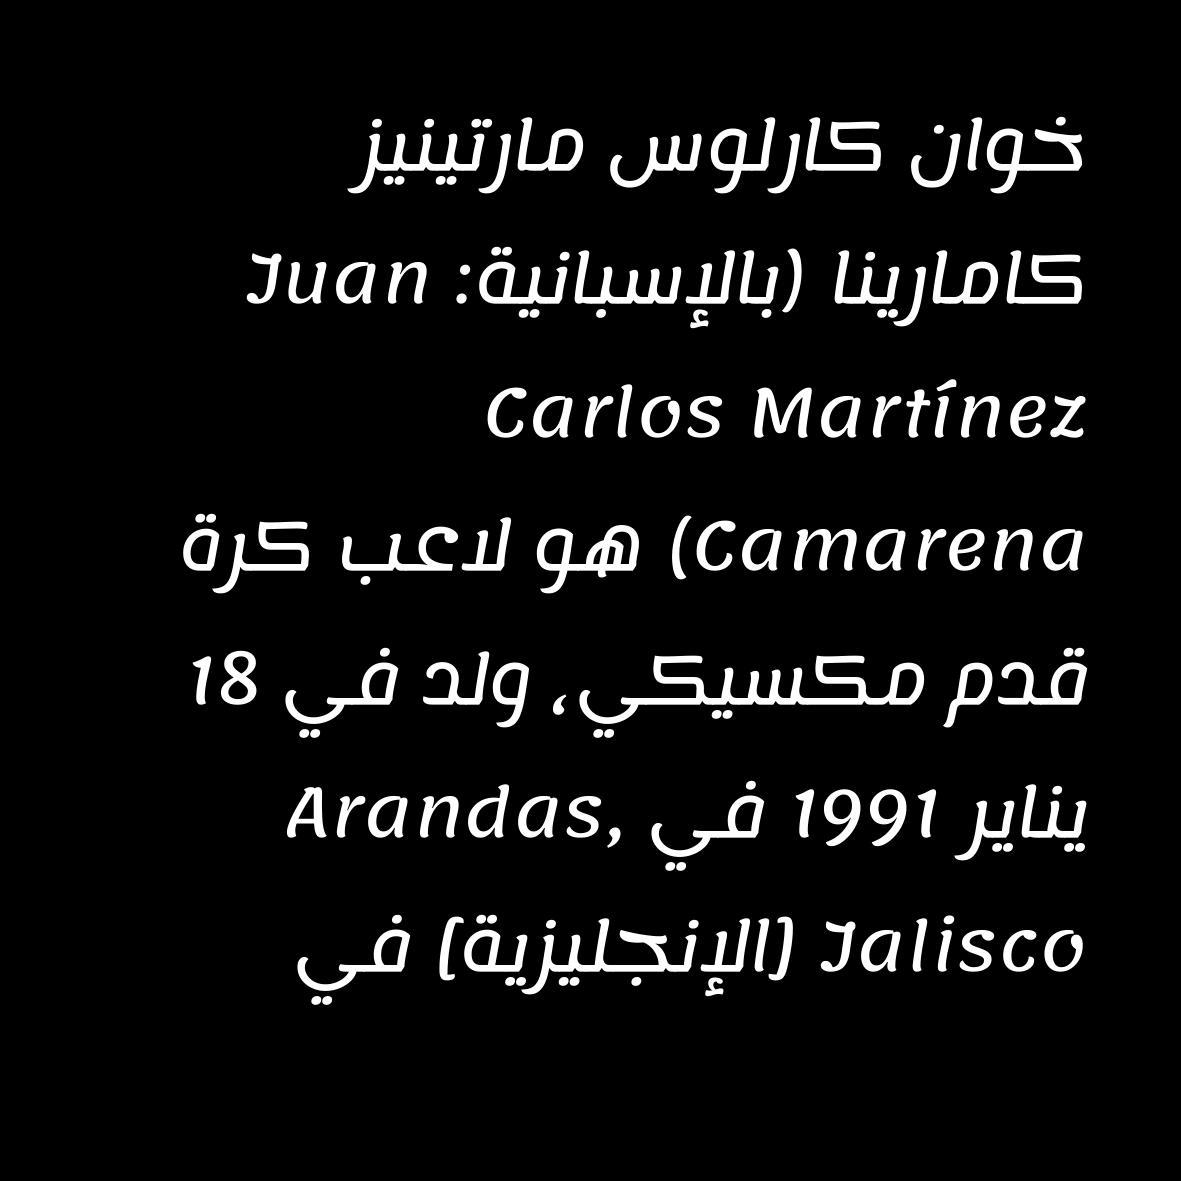 خوان كارلوس مارتينيز
كامارينا (بالإسبانية: Juan
Carlos Martínez
Camarena) هو لاعب كرة
قدم مكسيكي، ولد في 18
يناير 1991 في Arandas,
Jalisco [الإنجليزية] في